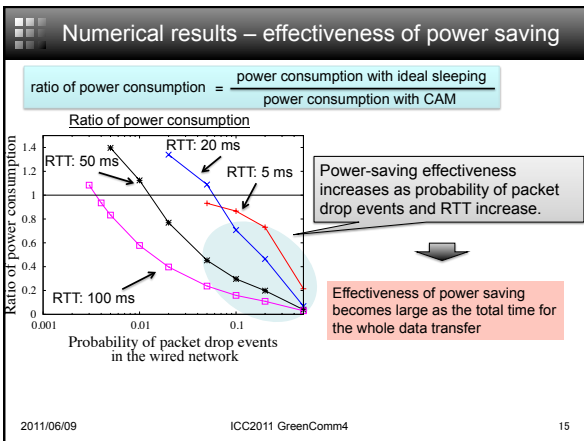 Numerical results – effectiveness of power saving
ratio of power consumption = power consumption with ideal sleeping
power consumption with CAM
Ratio of power consumption
Ratio of power consumption
1.4
1.2
1
0.8
0.6
0.4
0.2
0
0.001
0.01
0.1
RTT: 20 ms
RTT: 50 ms
RTT: 5 ms
RTT: 100 ms
Probability of packet drop events
in the wired network
Power-saving effectiveness
increases as probability of packet
drop events and RTT increase.
Effectiveness of power saving
becomes large as the total time for
the whole data transfer
2011/06/09
ICC2011 GreenComm4
15